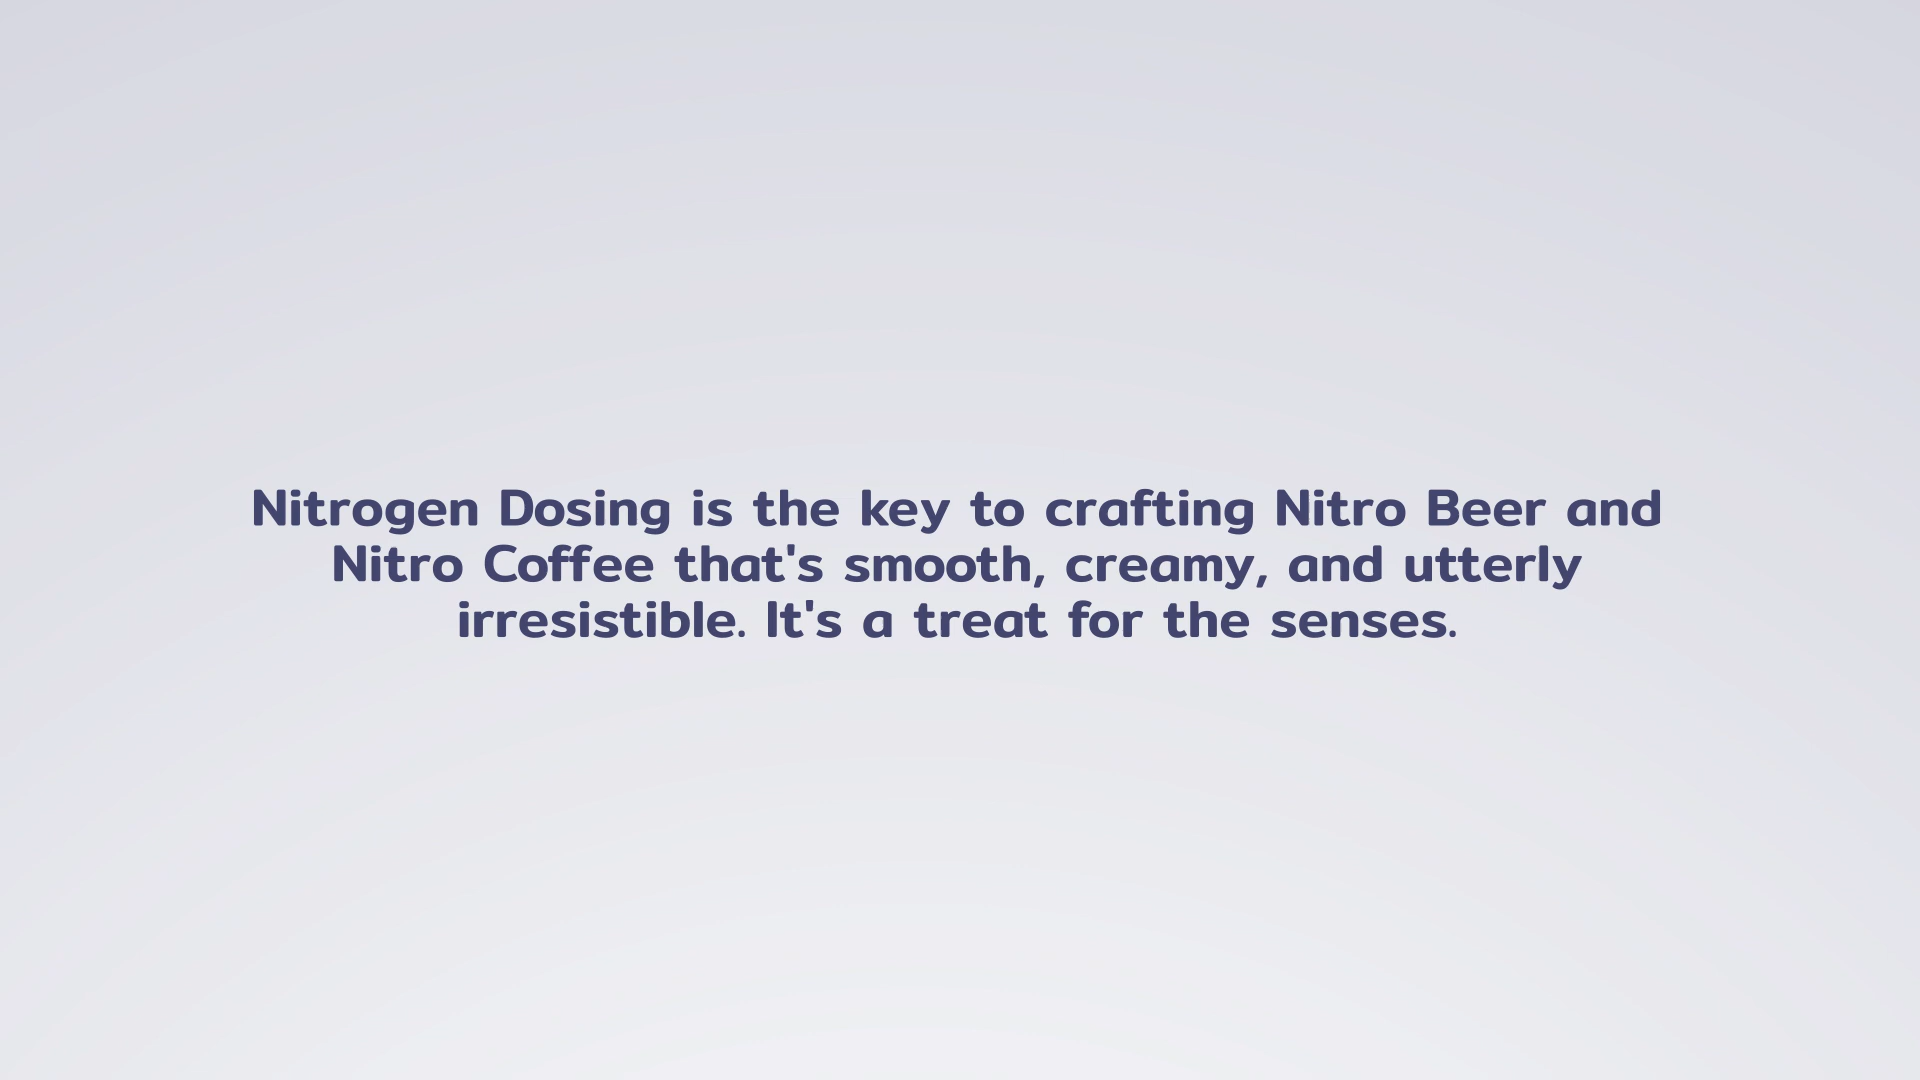 Nitrogen Dosing is the key to crafting Nitro Beer and
Nitro Coffee that's smooth, creamy, and utterly
irresistible. It's a treat for the senses.